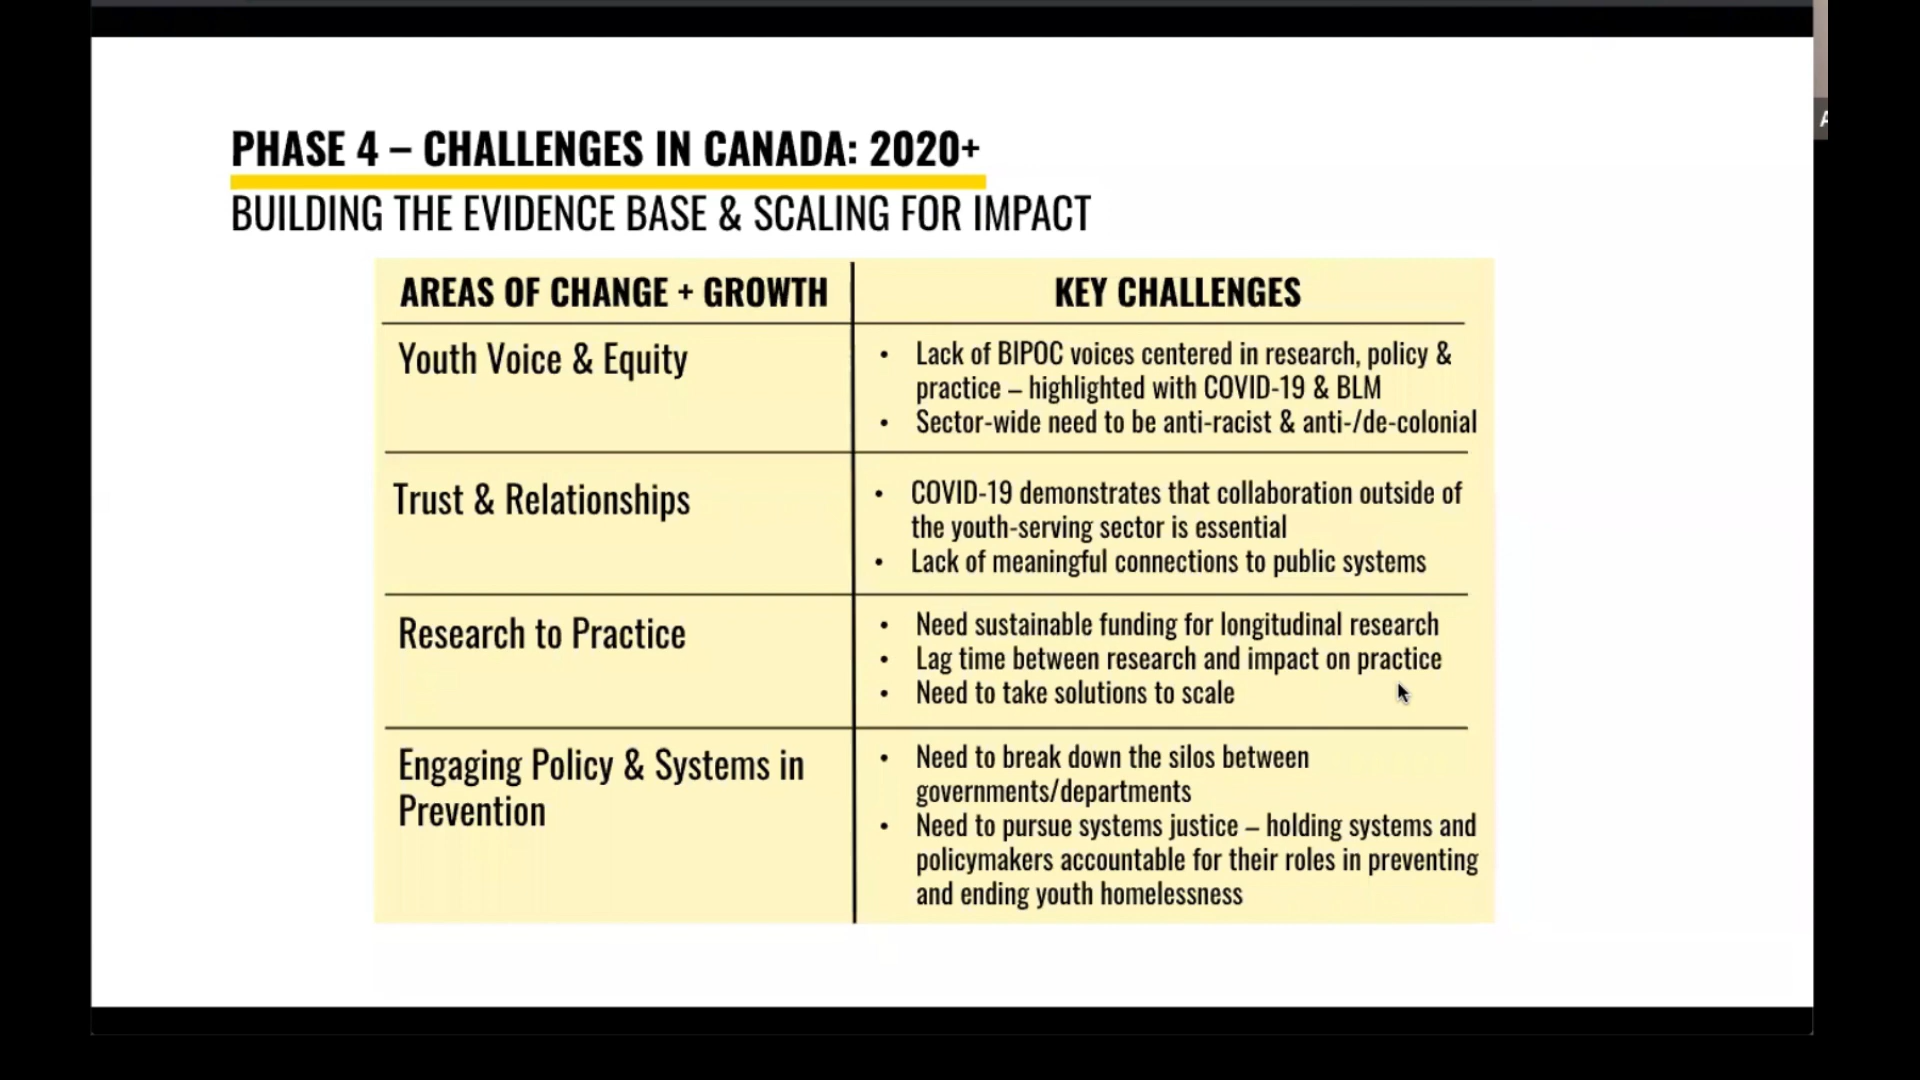 PHASE 4 – CHALLENGES IN CANADA: 2020+
BUILDING THE EVIDENCE BASE & SCALING FOR IMPACT
AREAS OF CHANGE + GROWTH
KEY CHALLENGES
Youth Voice & Equity
• Lack of BIPOC voices centered in research, policy &
practice – highlighted with COVID-19 & BLM
• Sector-wide need to be anti-racist & anti-/de-colonial
Trust & Relationships
• COVID-19 demonstrates that collaboration outside of
the youth-serving sector is essential
• Lack of meaningful connections to public systems
Research to Practice
• Need sustainable funding for longitudinal research
• Lag time between research and impact on practice
• Need to take solutions to scale
Engaging Policy & Systems in
Prevention
• Need to break down the silos between
governments/departments
• Need to pursue systems justice – holding systems and
policymakers accountable for their roles in preventing
and ending youth homelessness